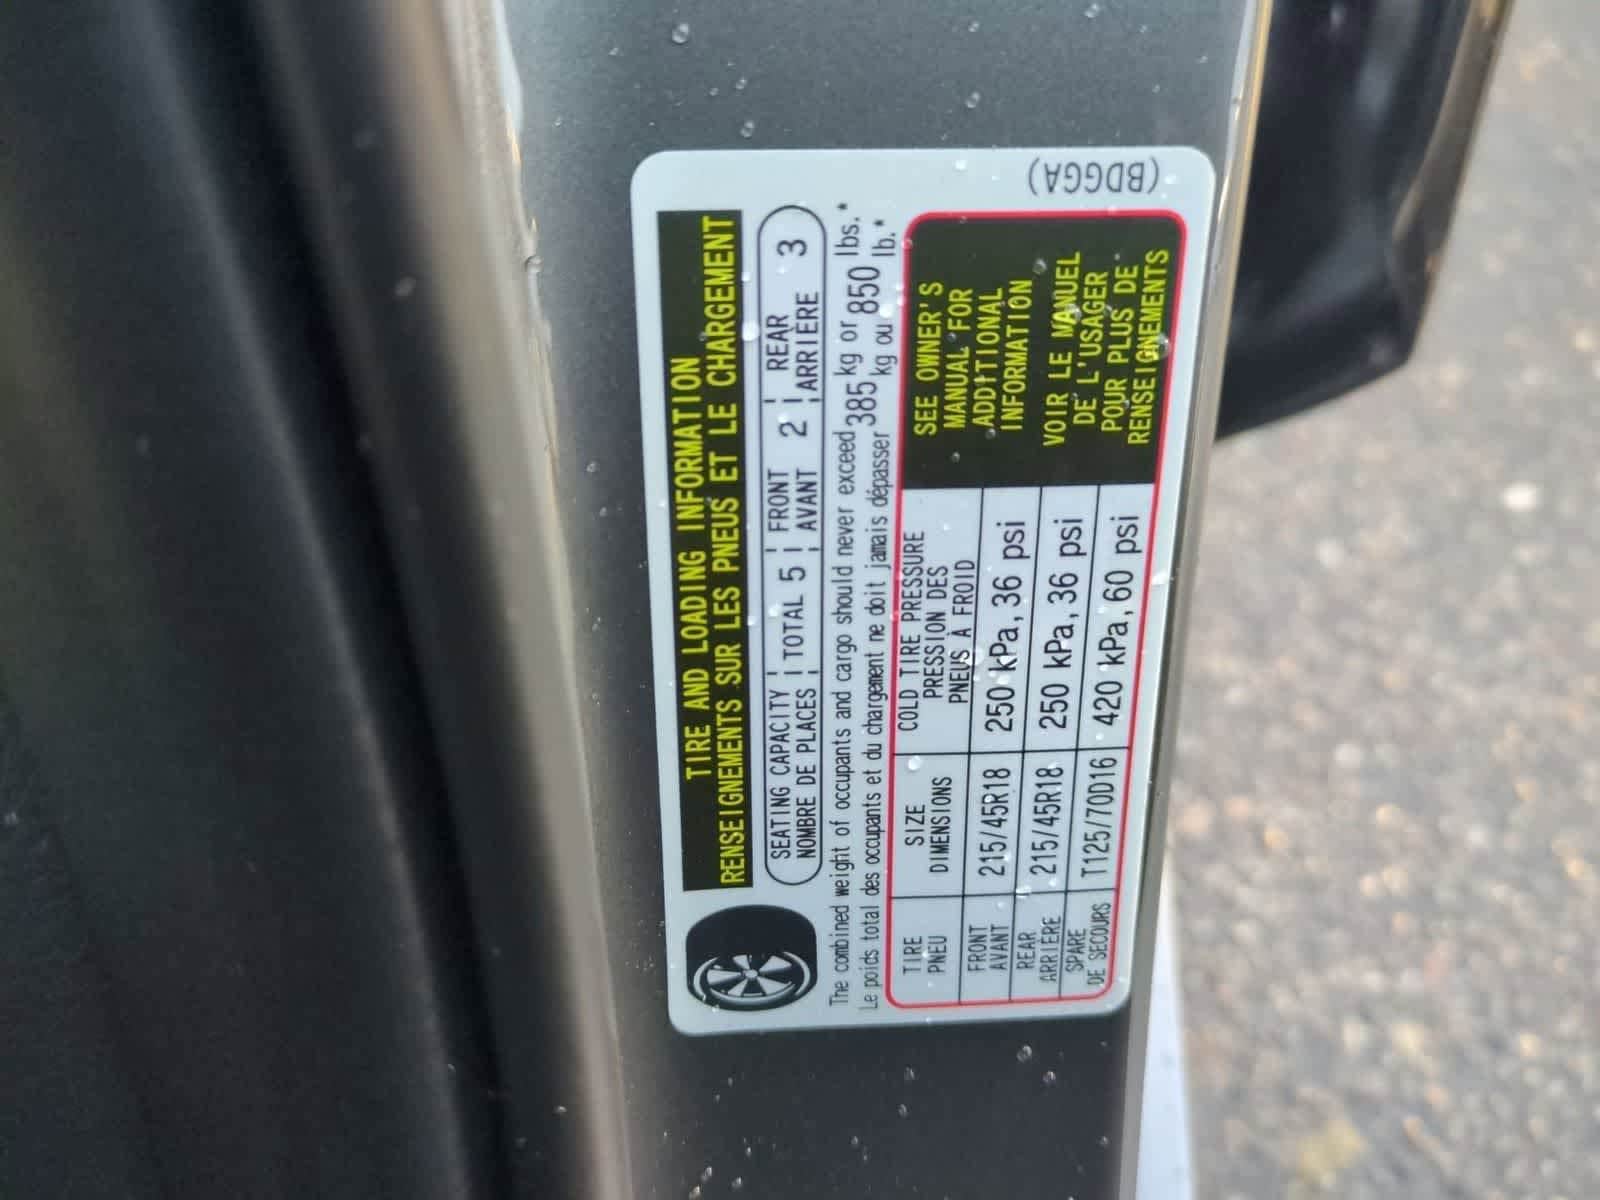 TIRE AND LOADING INFORMATION
RENSEIGNEMENTS SUR LES PNEUS ET LE CHARGEMENT
SEATING CAPACITY | TOTAL 5 | FRONT 2 | REAR 3
NOMBRE DE PLACES | AVANT | ARRIÈRE
The combined weight of occupants and cargo should never exceed 385 kg or 850 lbs.*
Le poids total des occupants et du chargement ne doit jamais dépasser kg ou lb.*
TIRE
PNEU
SIZE
DIMENSIONS
COLD TIRE PRESSURE
PRESSION DES
PNEUS À FROID
FRONT
AVANT
215/45R18
250 kPa, 36 psi
REAR
ARRIÈRE
215/45R18
250 kPa, 36 psi
SPARE
DE SECOURS
T125/70D16
420 kPa, 60 psi
SEE OWNER'S
MANUAL FOR
ADDITIONAL
INFORMATION
VOIR LE MANUEL
DE L'USAGER
POUR PLUS DE
RENSEIGNEMENTS
(BDGGA)